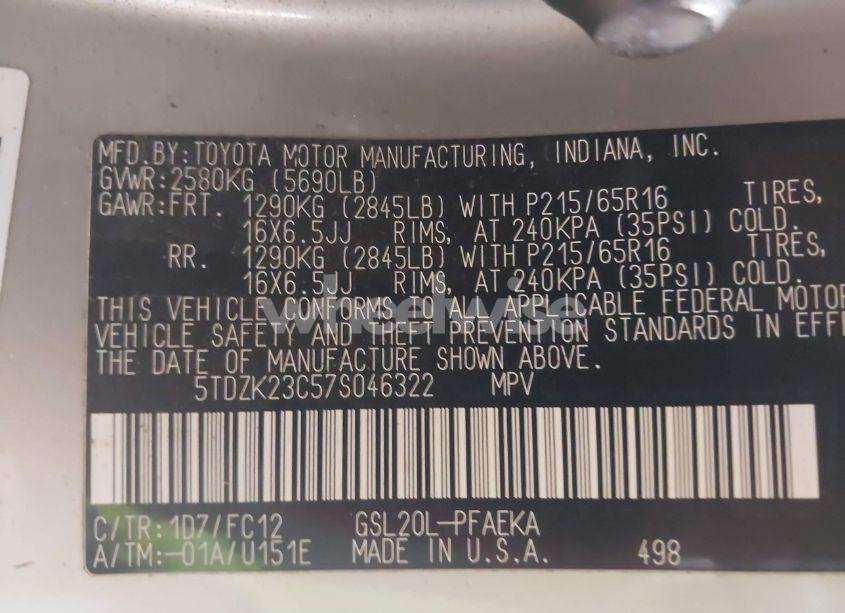 MFD.BY:TOYOTA MOTOR MANUFACTURING, INDIANA, INC.
GVWR:2580KG (5690LB)
GAWR:FRT. 1290KG (2845LB) WITH P215/65R16 TIRES,
16X6.5JJ RIMS, AT 240KPA (35PSI) COLD.
RR. 1290KG (2845LB) WITH P215/65R16 TIRES,
16X6.5JJ RIMS, AT 240KPA (35PSI) COLD.
THIS VEHICLE CONFORMS TO ALL APPLICABLE FEDERAL MOTOR
VEHICLE SAFETY AND THEFT PREVENTION STANDARDS IN EFFE
THE DATE OF MANUFACTURE SHOWN ABOVE.
wheelwise
5TDZK23C57S046322 MPV
C/TR:1D7/FC12 GSL20L-PFAEKA
A/TM:-01A/U151E MADE IN U.S.A. 498